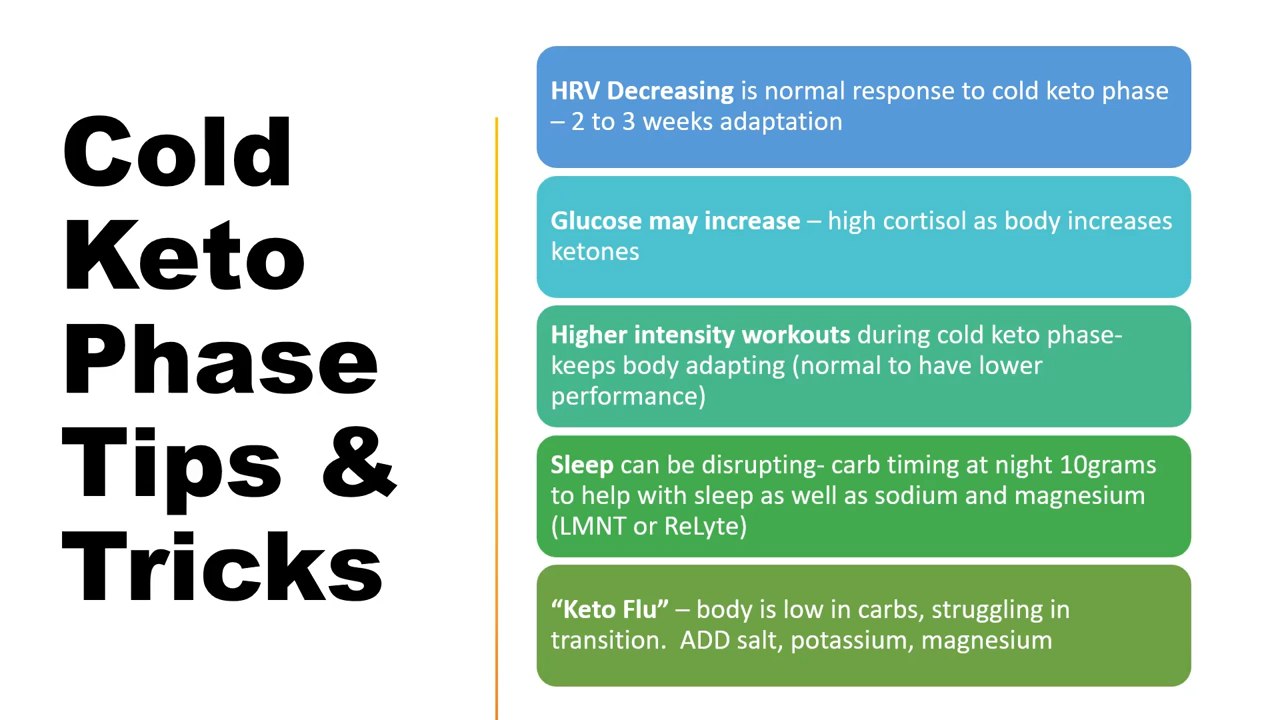 Cold
Keto
Phase
Tips &
Tricks
HRV Decreasing is normal response to cold keto phase
– 2 to 3 weeks adaptation
Glucose may increase – high cortisol as body increases
ketones
Higher intensity workouts during cold keto phase-
keeps body adapting (normal to have lower
performance)
Sleep can be disrupting- carb timing at night 10grams
to help with sleep as well as sodium and magnesium
(LMNT or ReLyte)
“Keto Flu” – body is low in carbs, struggling in
transition.  ADD salt, potassium, magnesium